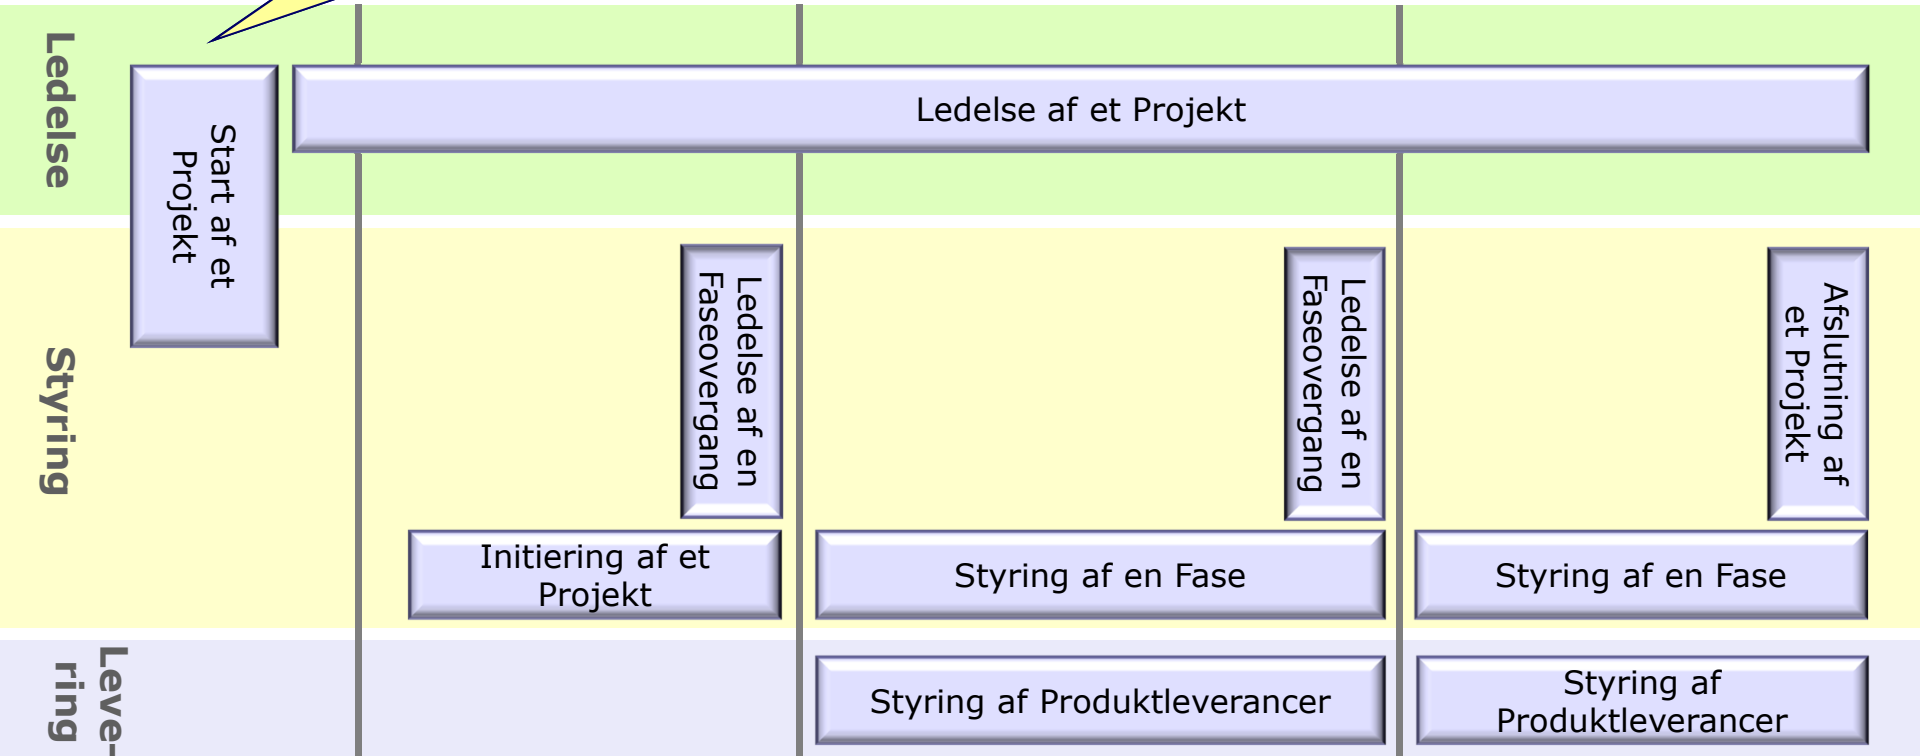 Ledelse
Start af et
Projekt
Ledelse af et Projekt
Styring
Ledelse af en
Faseovergang
Ledelse af en
Faseovergang
Afslutning af
et Projekt
Initiering af et
Projekt
Styring af en Fase
Styring af en Fase
Leve-
ring
Styring af Produktleverancer
Styring af
Produktleverancer